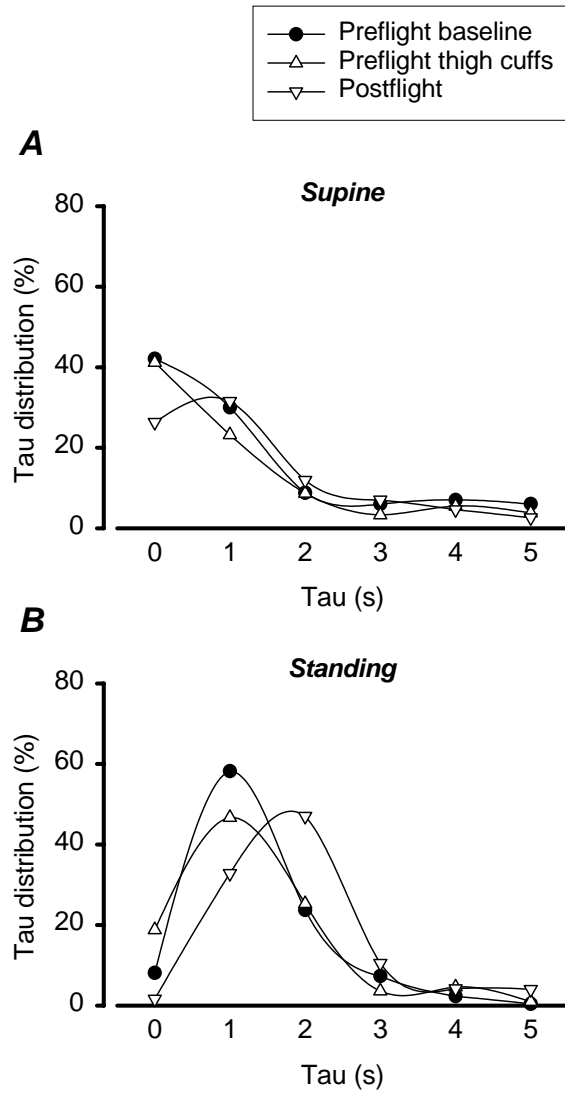 Preflight baseline
Preflight thigh cuffs
Postflight
A
Supine
80
60
40
20
0
Tau distribution (%)
0 1 2 3 4 5
Tau (s)
B
Standing
80
60
40
20
0
Tau distribution (%)
0 1 2 3 4 5
Tau (s)